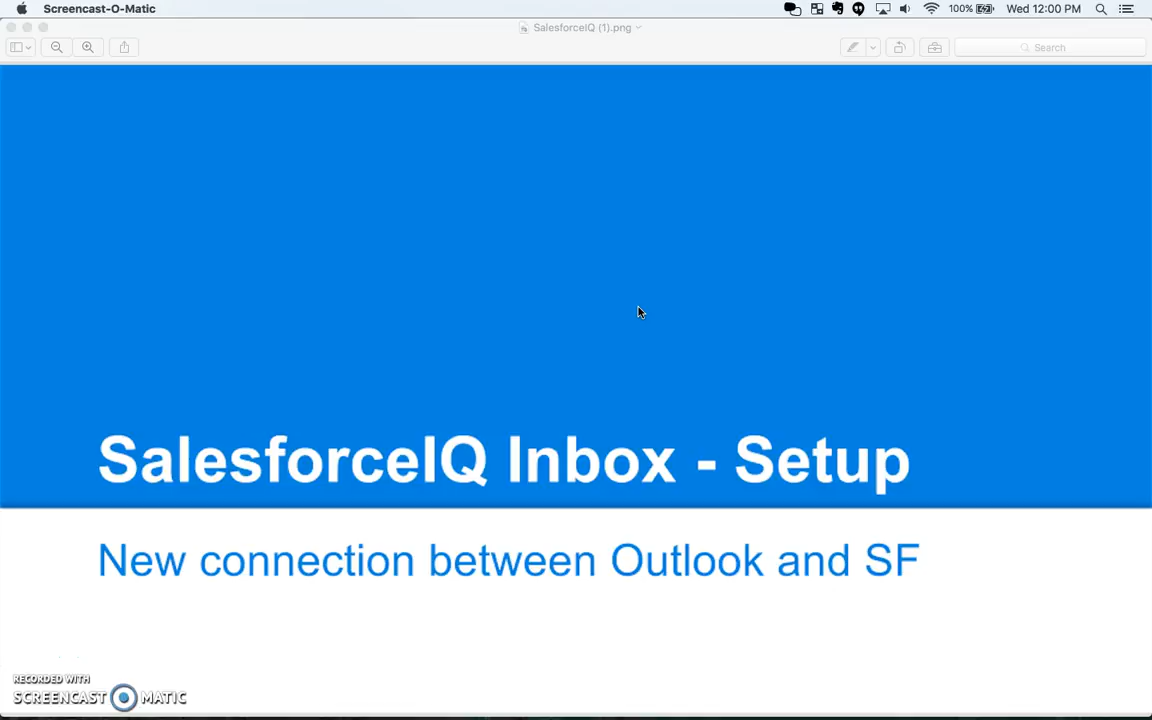 Screencast-O-Matic
100%
Wed 12:00 PM
SalesforceIQ (1).png
Search
SalesforceIQ Inbox - Setup
New connection between Outlook and SF
RECORDED WITH
SCREENCAST MATIC